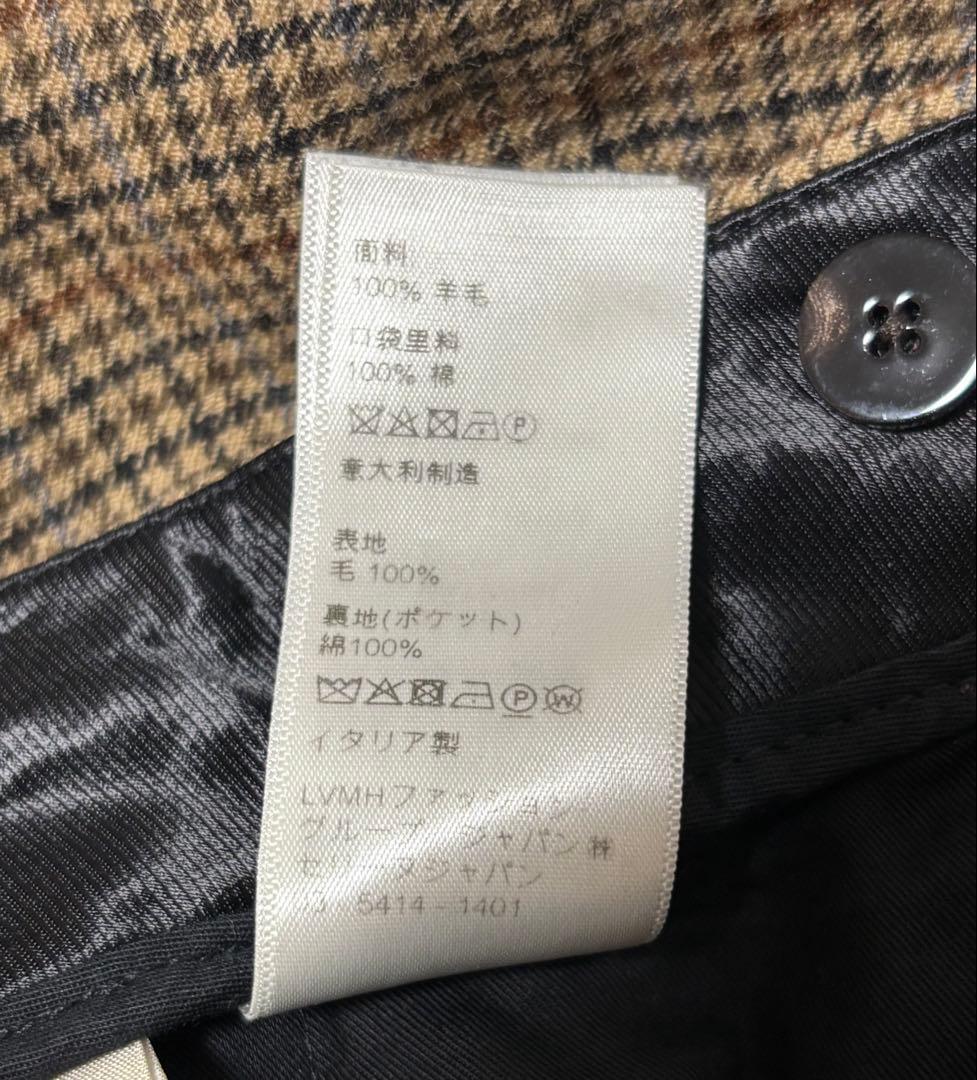 面料
100% 羊毛
口袋里料
100% 棉
P
意大利制造
表地
毛 100%
裏地(ポケット)
綿100%
P W
イタリア製
LVMHファッション
グループ ジャパン 株
セリーヌジャパン
03 5414-1401